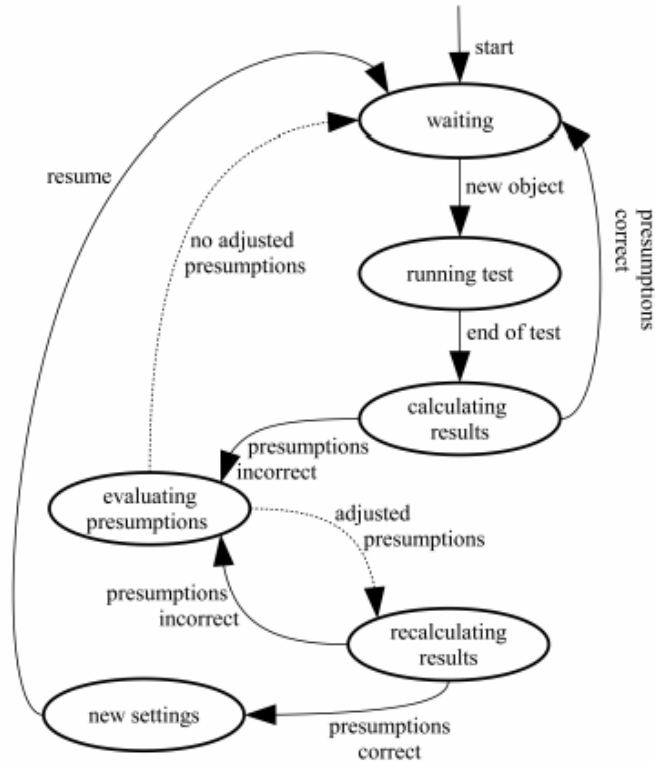 start
waiting
resume
new object
presumptions
correct
no adjusted
presumptions
running test
end of test
calculating
results
presumptions
incorrect
evaluating
presumptions
adjusted
presumptions
presumptions
incorrect
recalculating
results
new settings
presumptions
correct